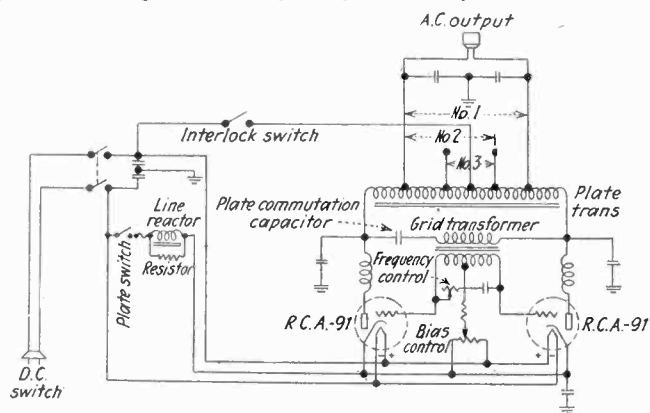 A.C. output
No. 1
Interlock switch
No 2
No. 3
Plate
trans
Line
reactor
Plate commutation
capacitor
Grid transformer
Plate switch
Resistor
Frequency
control
R.C.A.-91
R.C.A.-91
Bias
control
- +
- +
D.C.
switch